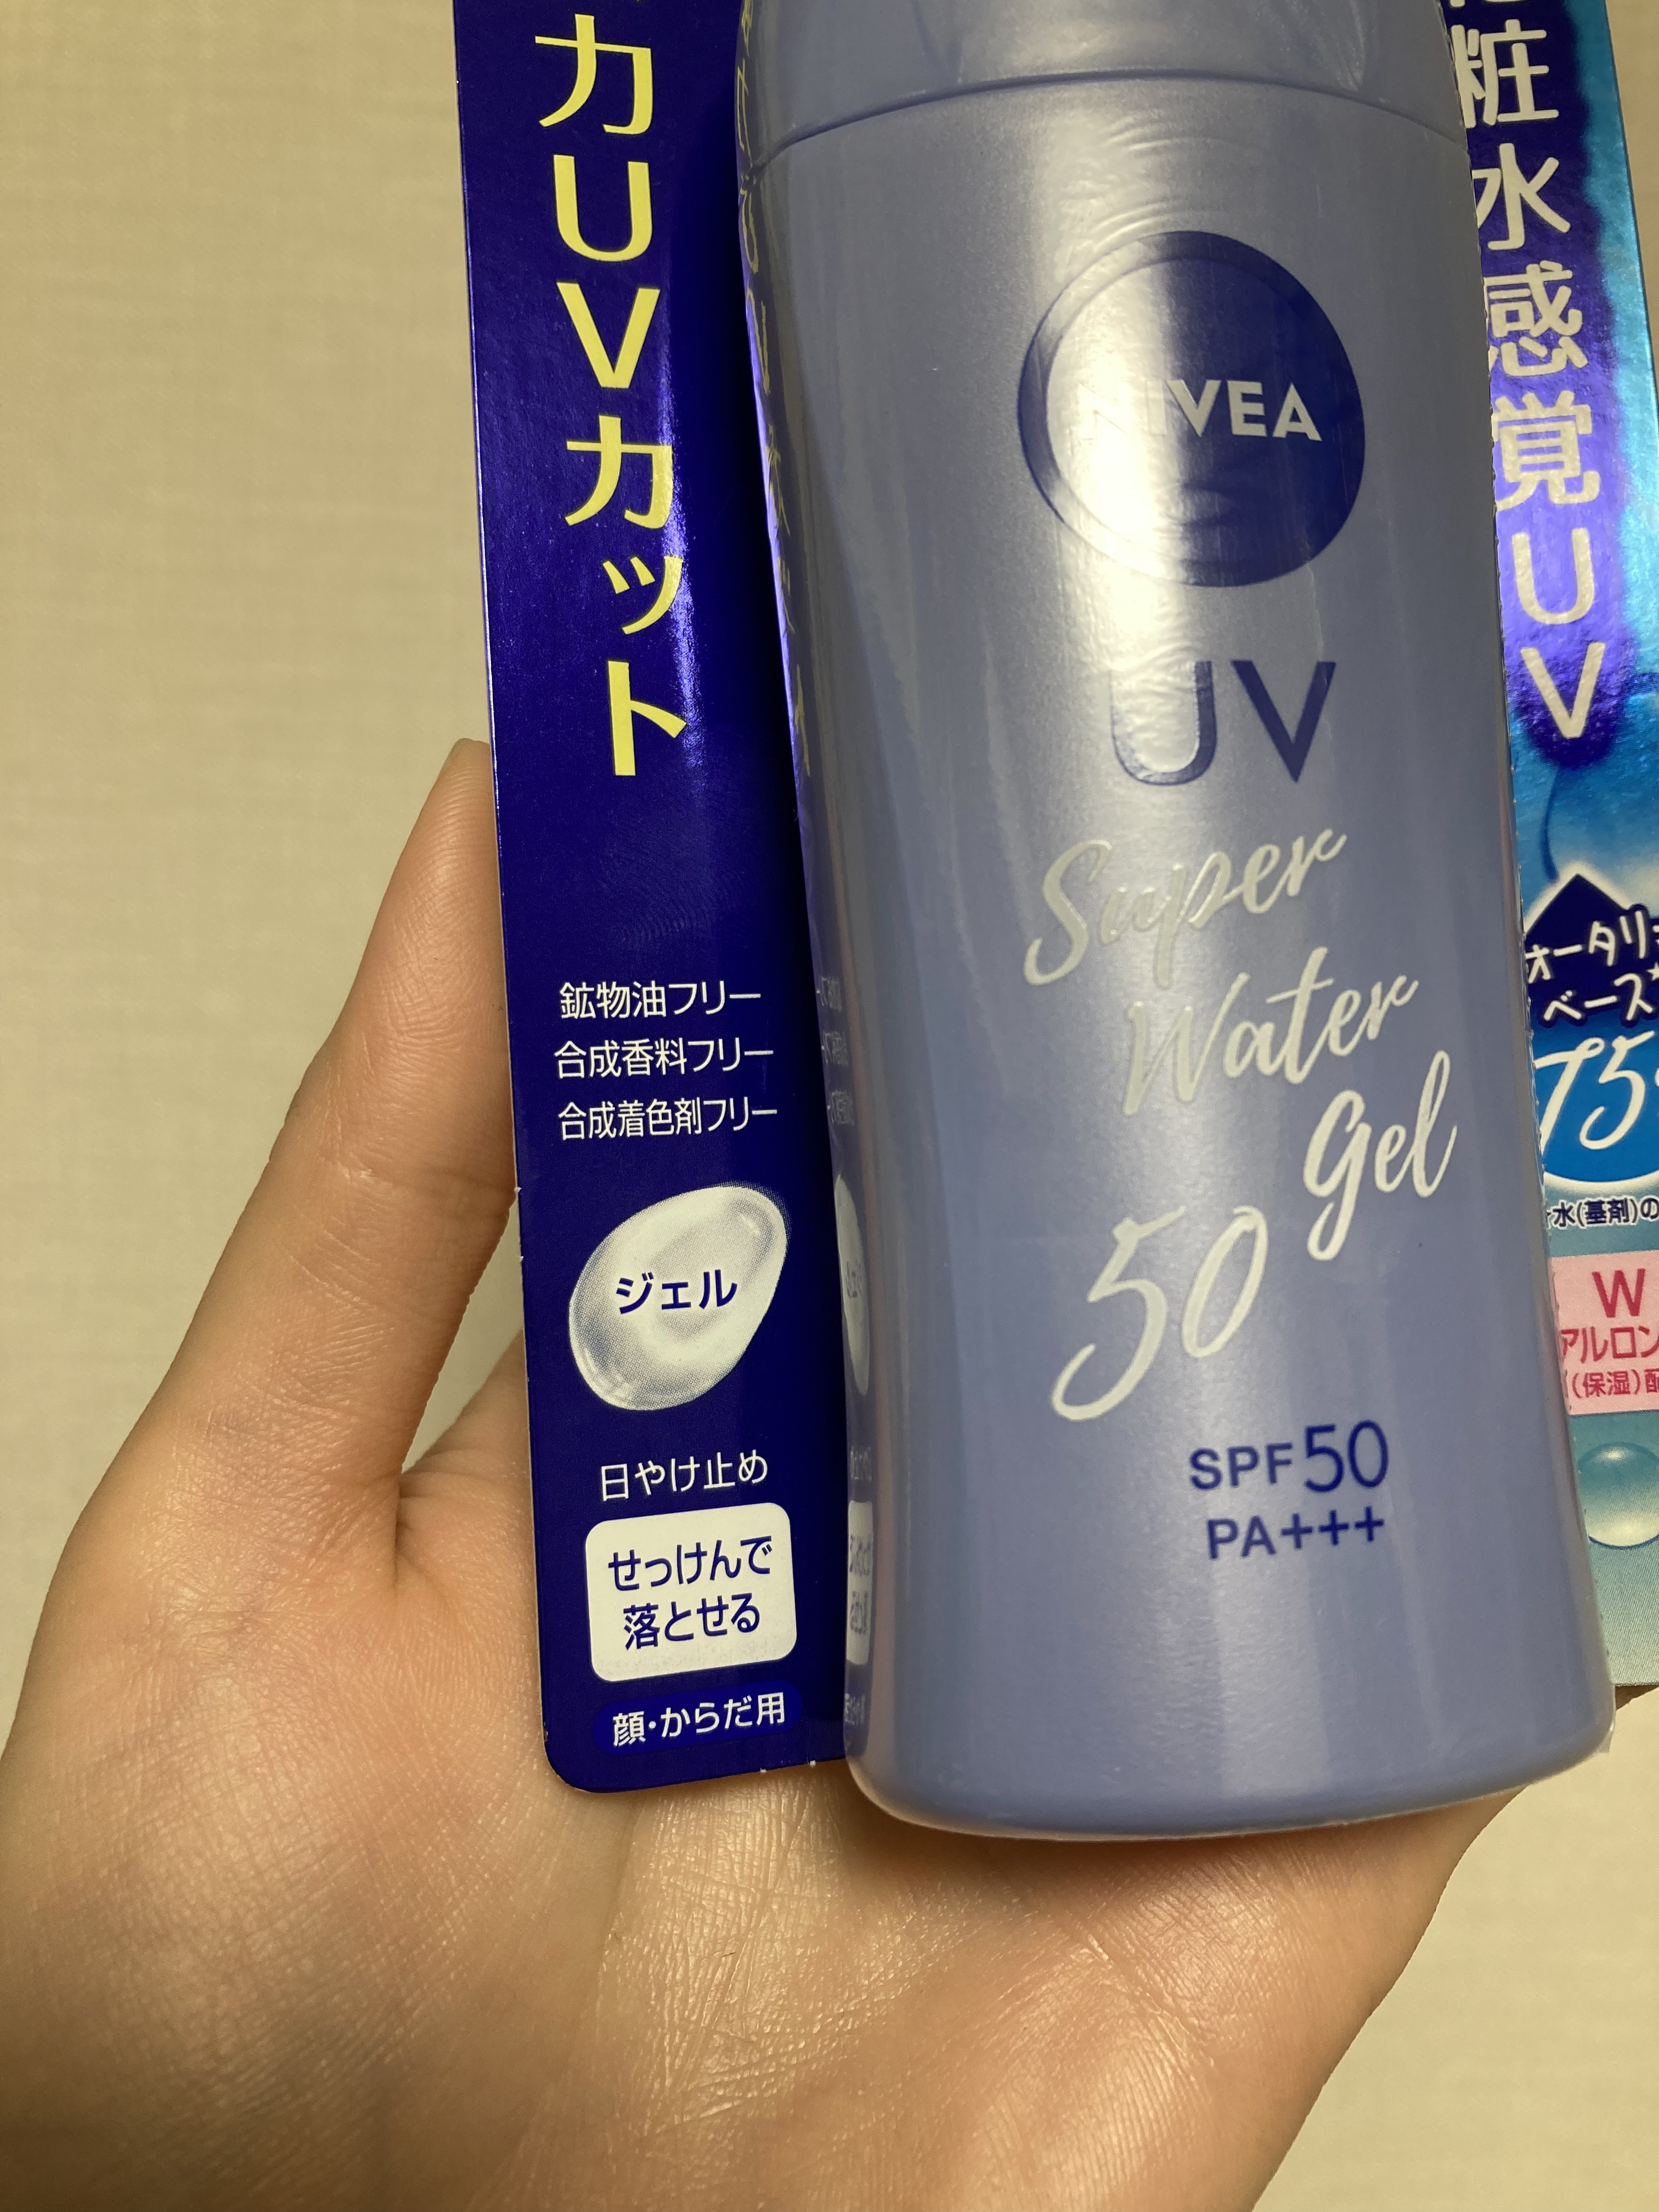 力UVカット
鉱物油フリー
合成香料フリー
合成着色剤フリー
ジェル
日やけ止め
せっけんで
落とせる
顔・からだ用
NIVEA
UV
Super
Water
Gel
50
SPF50
PA+++
粧水感覚UV
ォータリ
ベース*
75
水(基剤)の
W
アルロン
(保湿)配